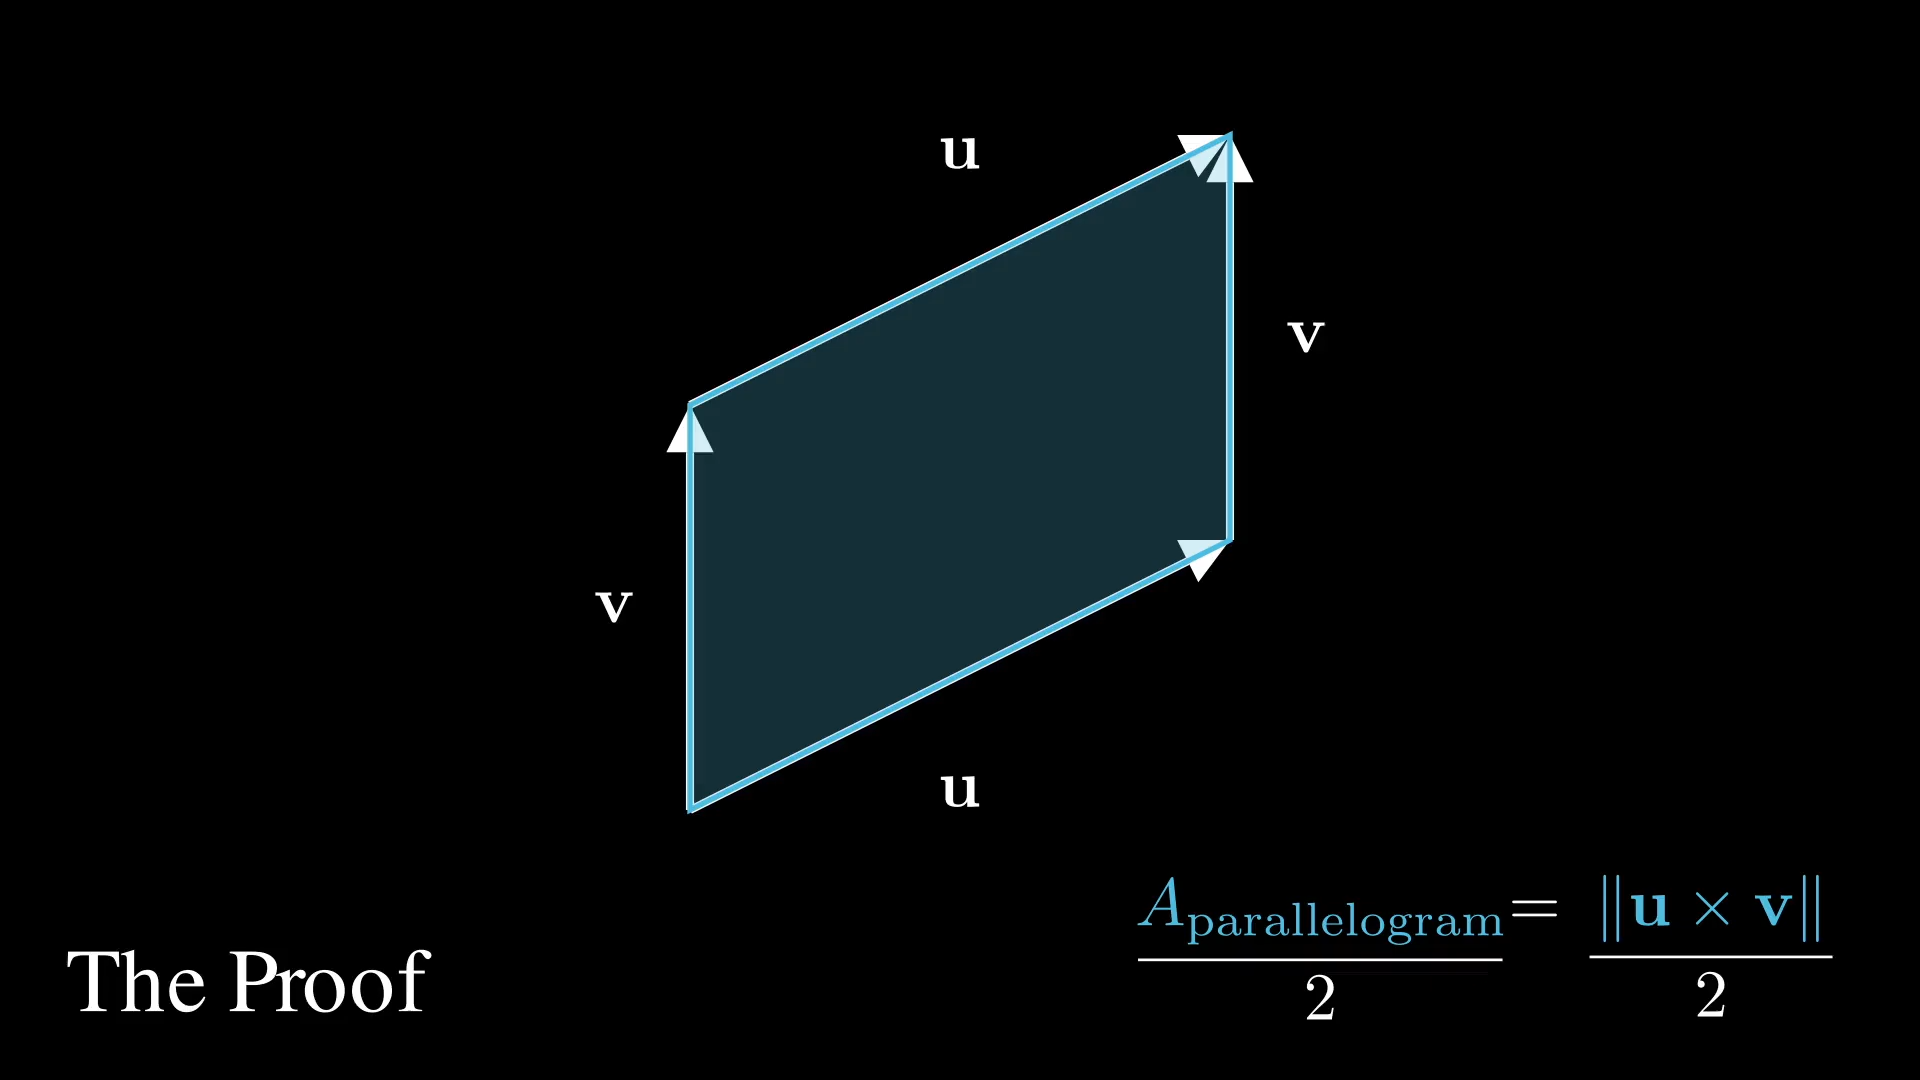 u
v
v
u
A_parallelogram / 2 = ‖u × v‖ / 2
The Proof